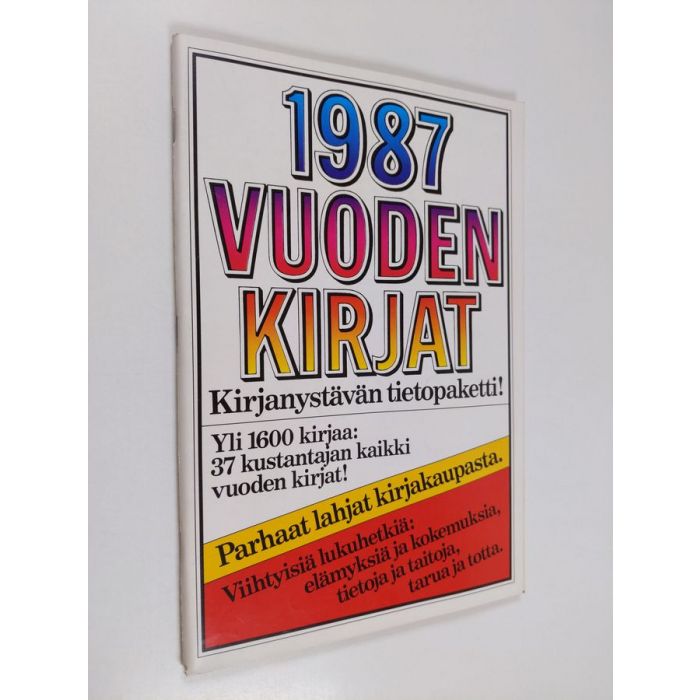 1987
VUODEN
KIRJAT
Kirjanystävän tietopaketti!
Yli 1600 kirjaa:
37 kustantajan kaikki
vuoden kirjat!
Parhaat lahjat kirjakaupasta.
Viihtyisiä lukuhetkiä:
elämyksiä ja kokemuksia,
tietoja ja taitoja,
tarua ja totta.